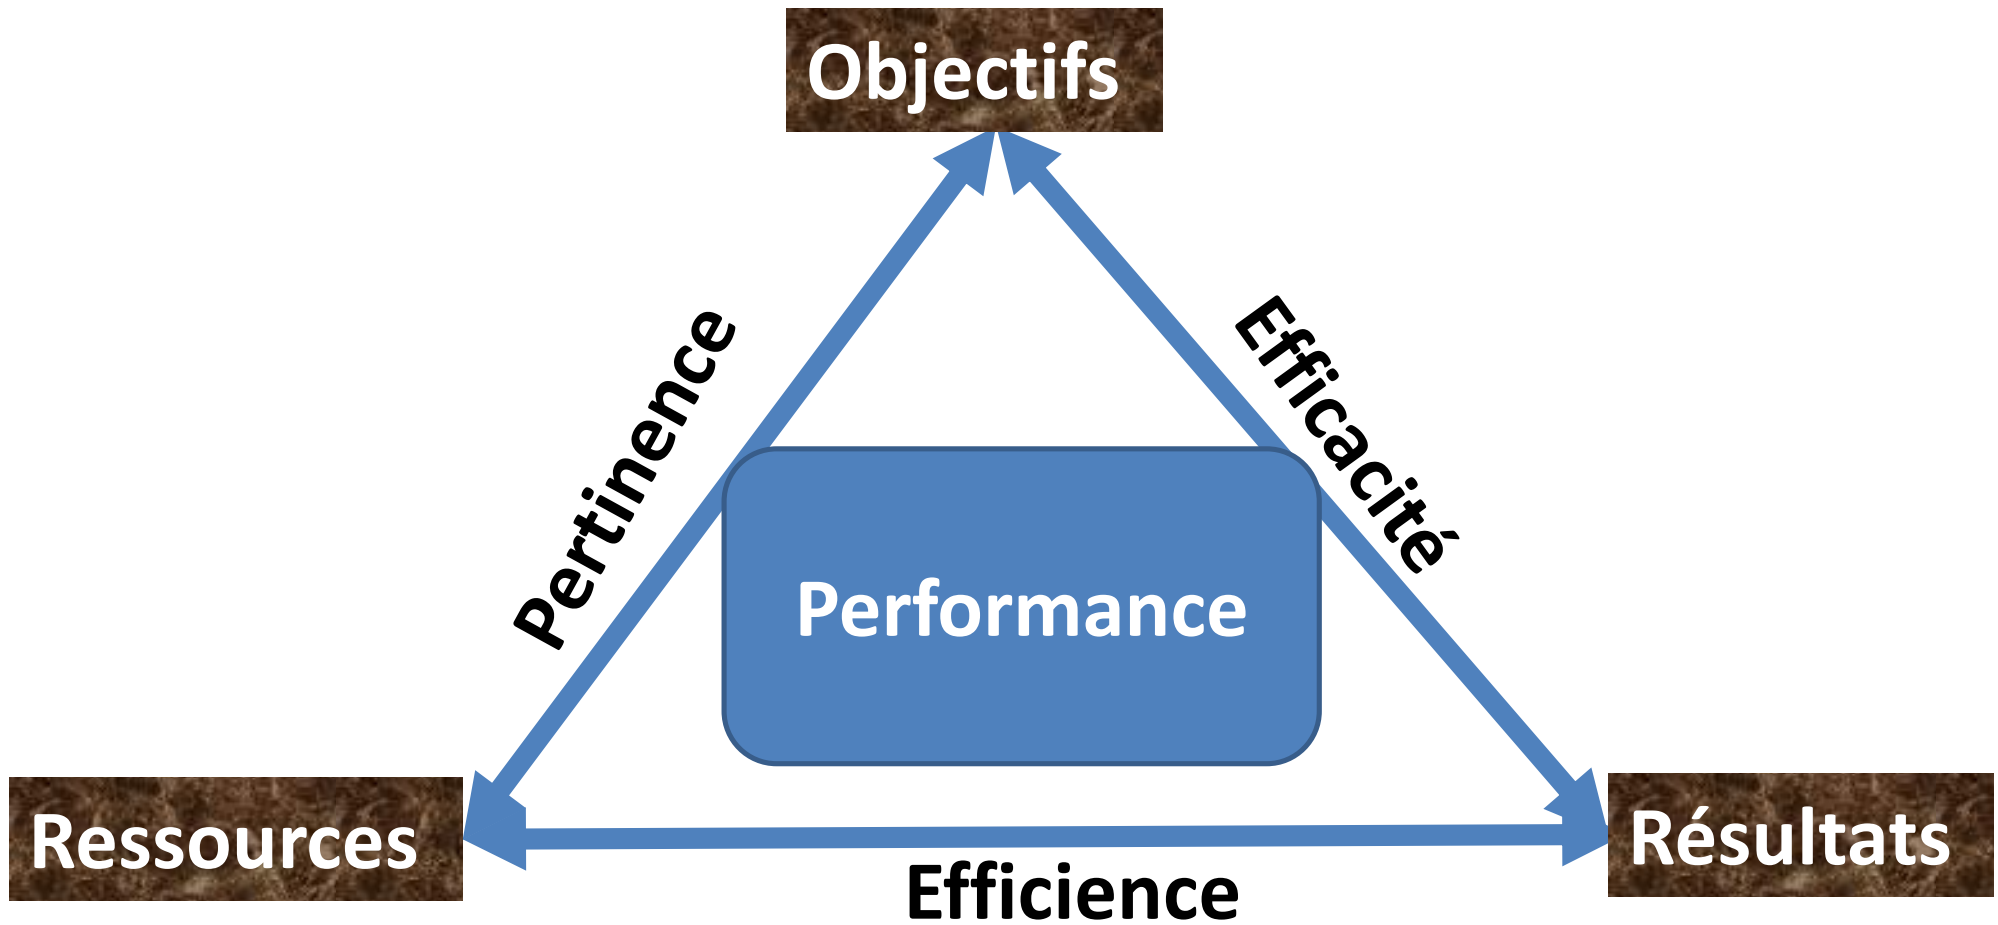 Objectifs
Pertinence
Efficacité
Performance
Ressources
Résultats
Efficience